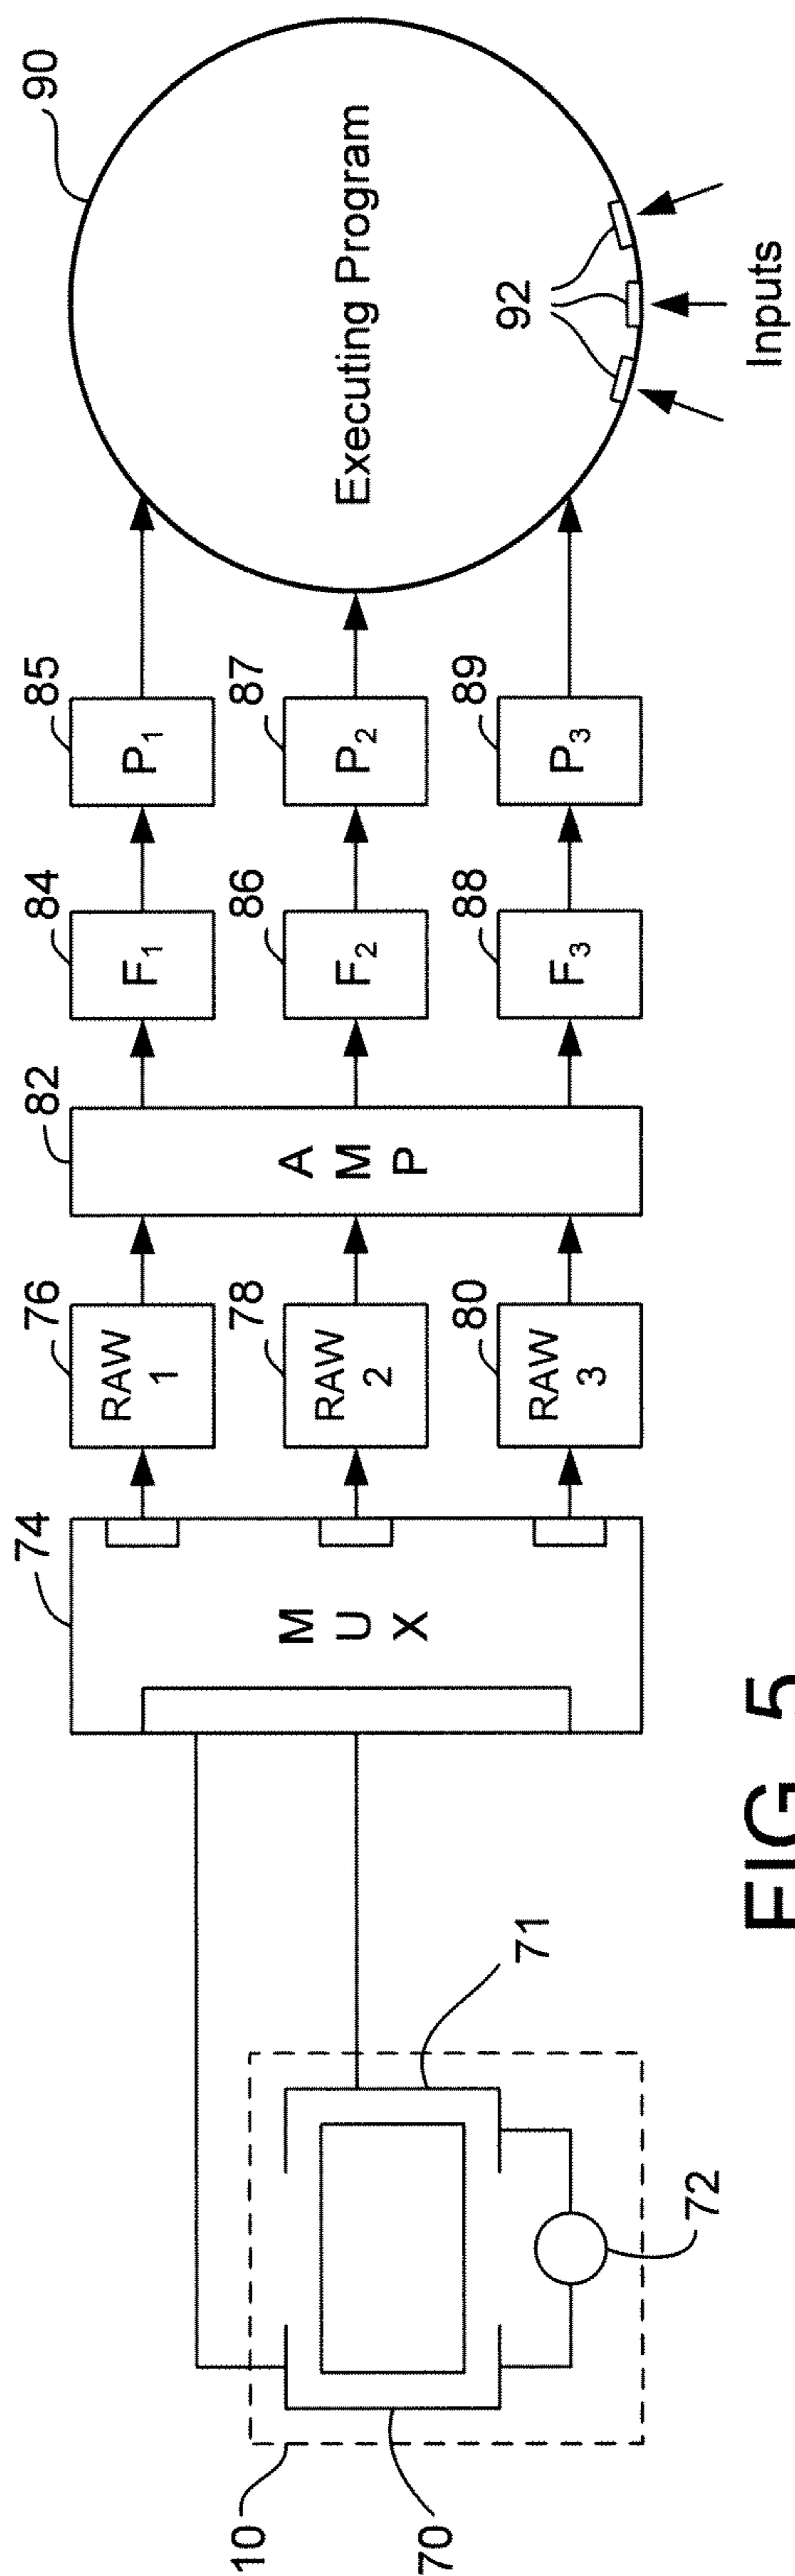 10
70
71
72
74
M
U
X
76
RAW
1
78
RAW
2
80
RAW
3
82
A
M
P
84
F1
86
F2
88
F3
85
P1
87
P2
89
P3
90
Executing Program
92
Inputs
FIG. 5